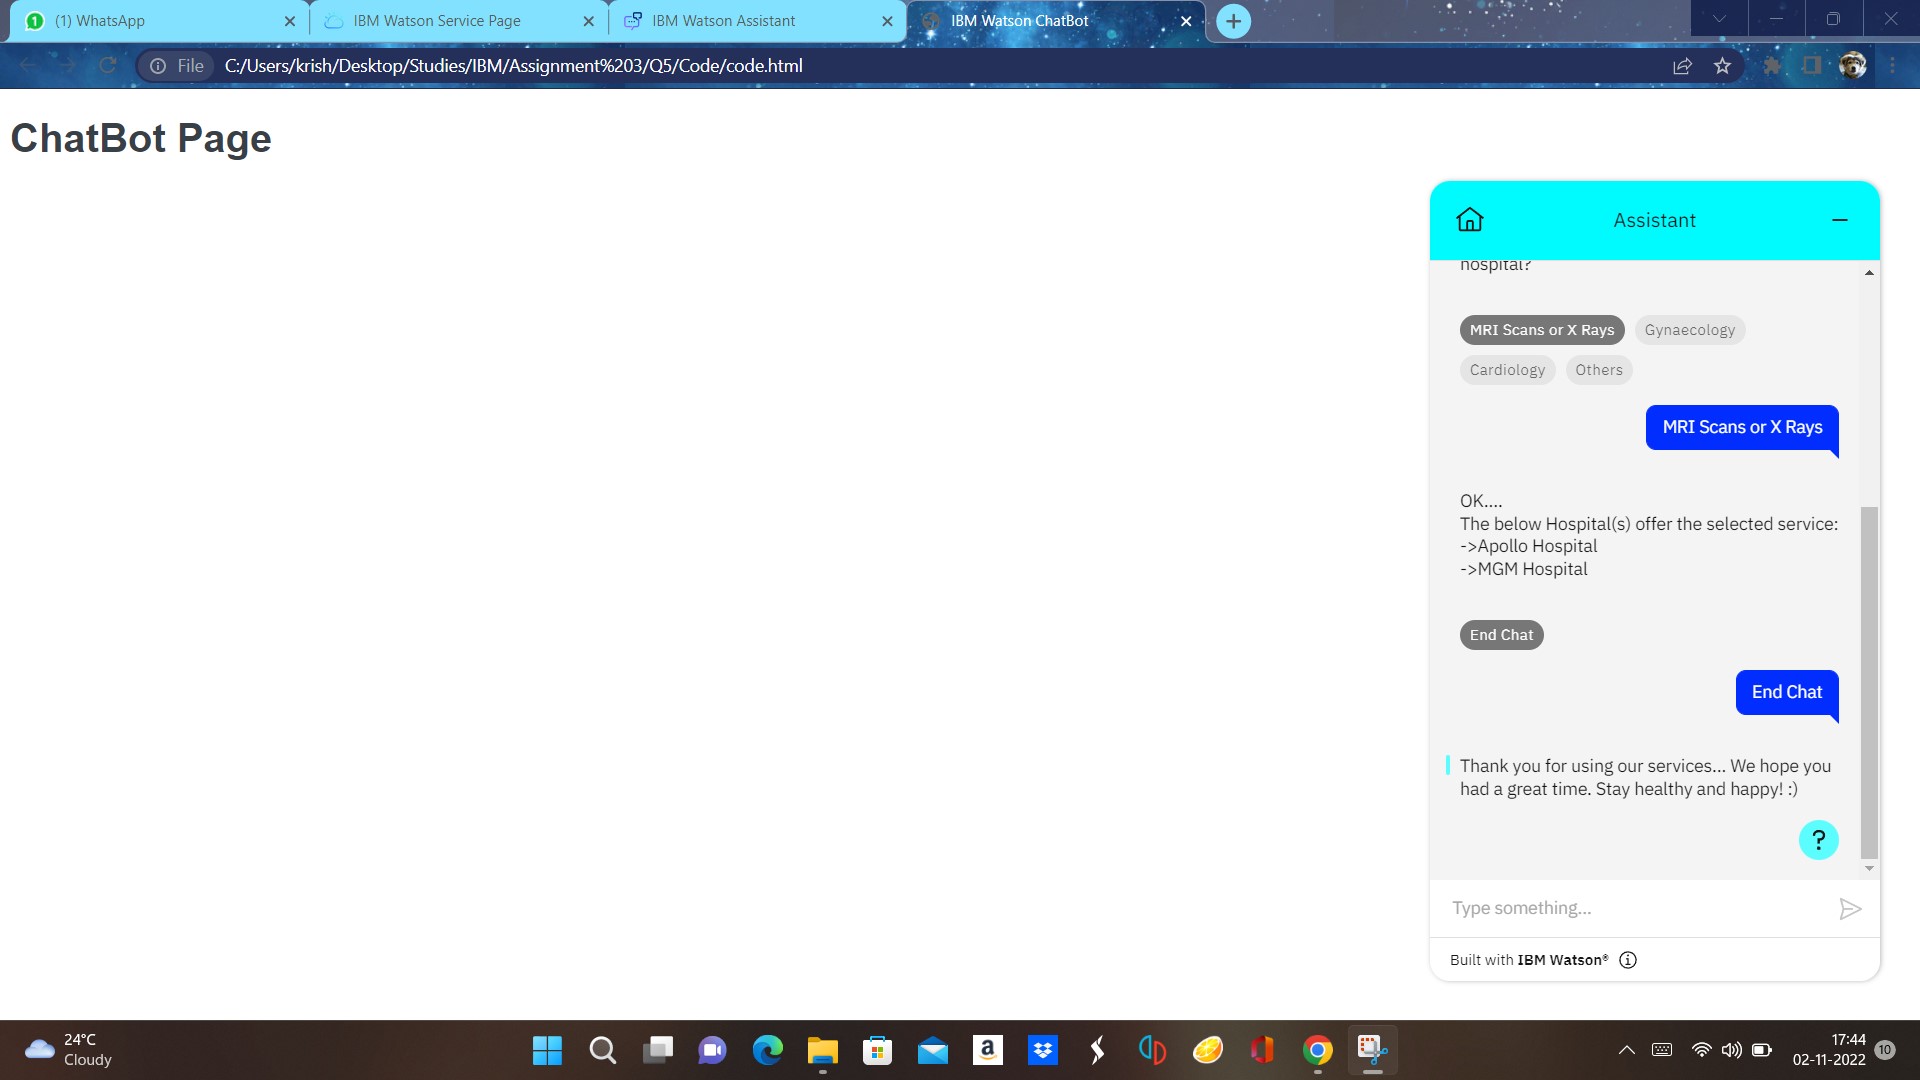 (1) WhatsApp
IBM Watson Service Page
IBM Watson Assistant
IBM Watson ChatBot
File
C:/Users/krish/Desktop/Studies/IBM/Assignment%203/Q5/Code/code.html
ChatBot Page
Assistant
hospital?
MRI Scans or X Rays Gynaecology
Cardiology Others
MRI Scans or X Rays
OK....
The below Hospital(s) offer the selected service:
->Apollo Hospital
->MGM Hospital
End Chat
End Chat
Thank you for using our services... We hope you
had a great time. Stay healthy and happy! :)
?
Type something...
Built with IBM Watson®
24°C
Cloudy
a
17:44
02-11-2022
10